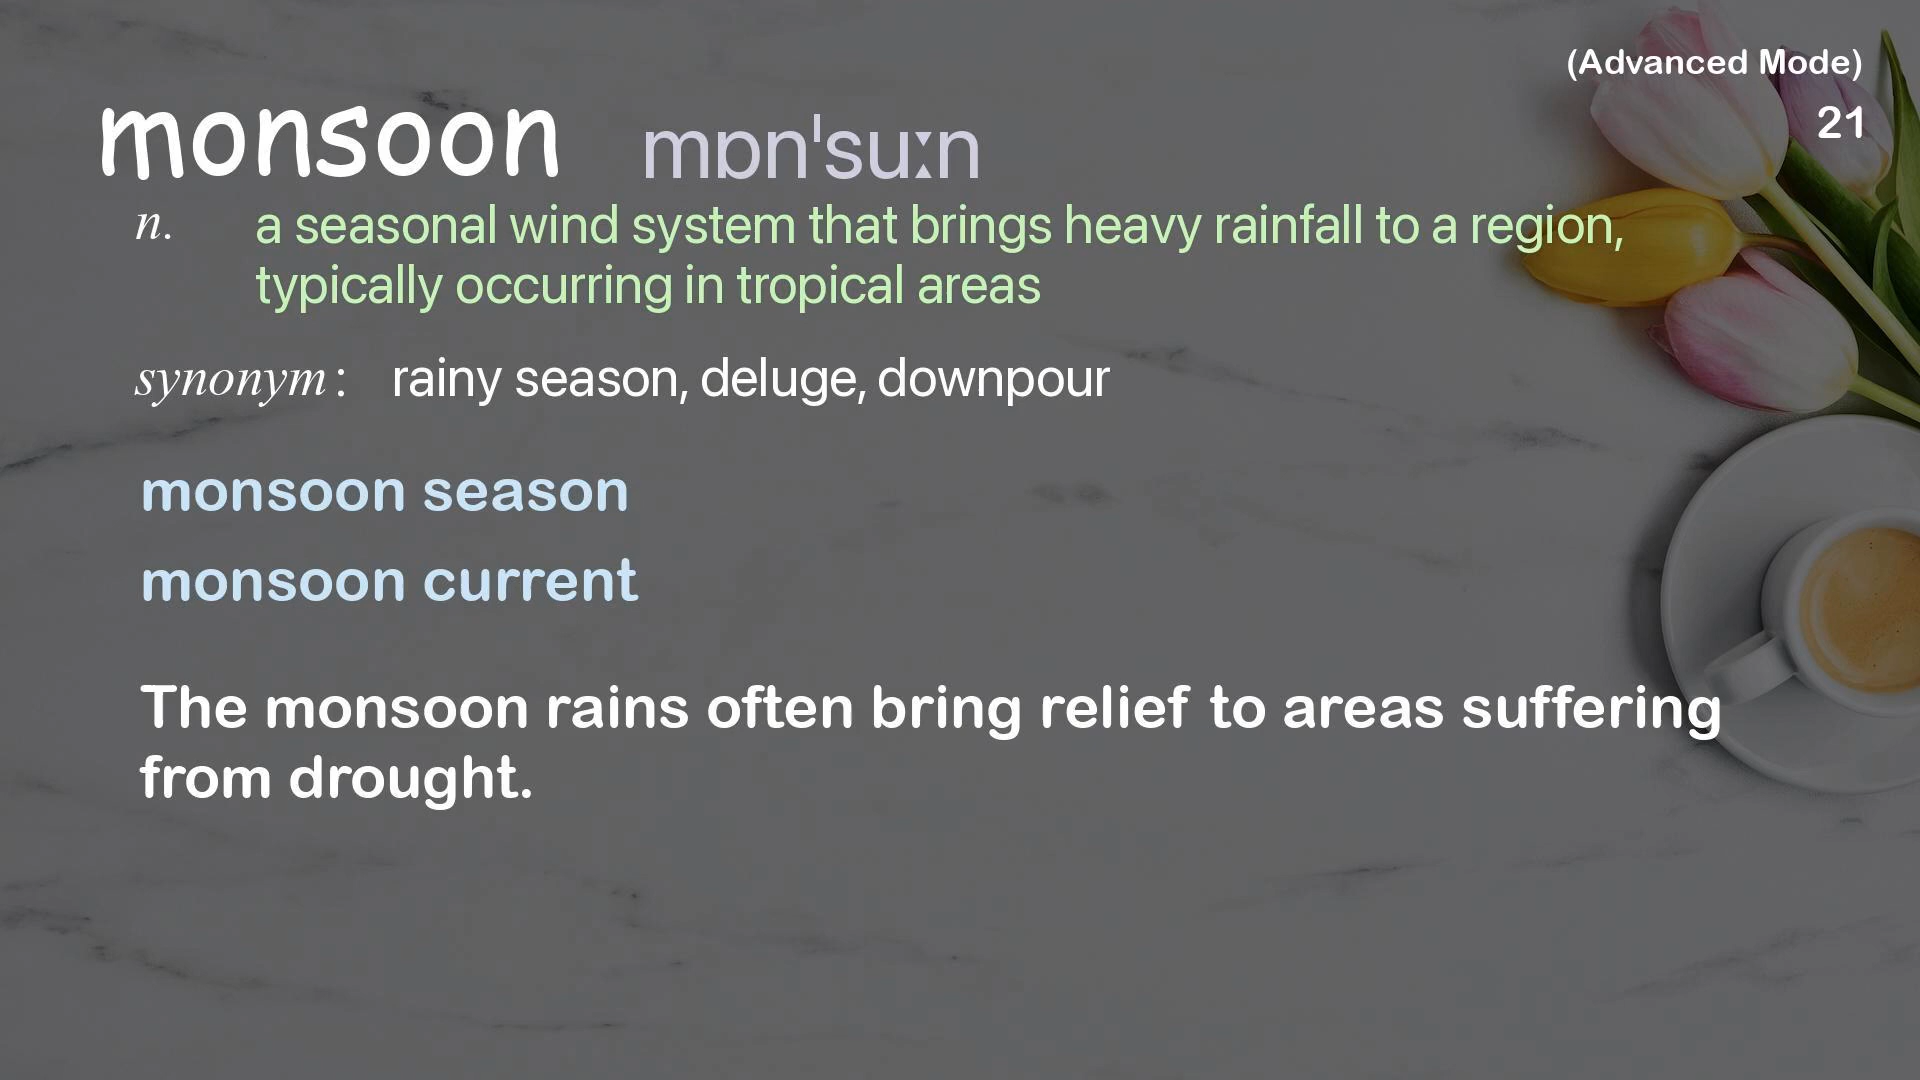 (Advanced Mode)
21
monsoon mɒnˈsuːn
n. a seasonal wind system that brings heavy rainfall to a region,
typically occurring in tropical areas
synonym: rainy season, deluge, downpour
monsoon season
monsoon current
The monsoon rains often bring relief to areas suffering
from drought.